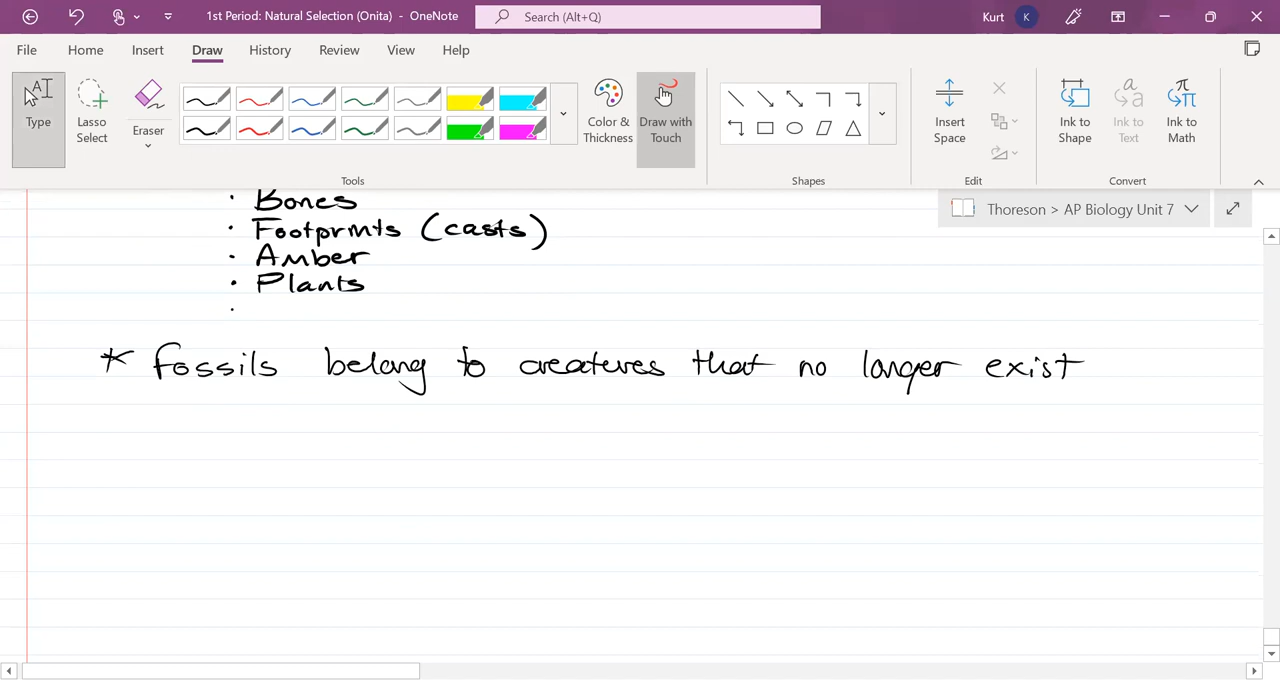 1st Period: Natural Selection (Onita) - OneNote
Search (Alt+Q)
Kurt
K
File Home Insert Draw History Review View Help
Type
Lasso Select
Eraser
Color & Thickness
Draw with Touch
Insert Space
Ink to Shape
Ink to Text
Ink to Math
Tools
Shapes
Edit
Convert
Thoreson > AP Biology Unit 7
· Bones
· Footprints (casts)
· Amber
· Plants
·
* Fossils belong to creatures that no longer exist